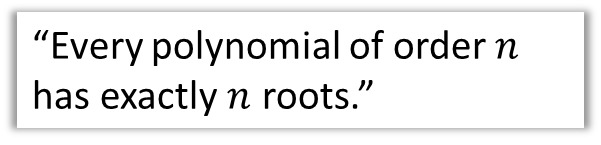 “Every polynomial of order n
has exactly n roots.”